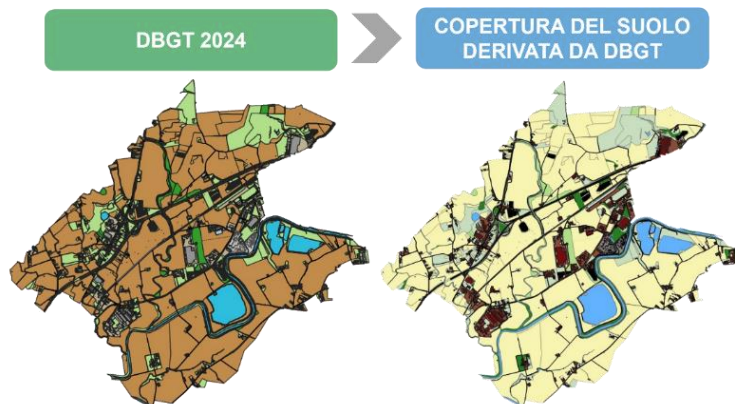 DBGT 2024
COPERTURA DEL SUOLO
DERIVATA DA DBGT